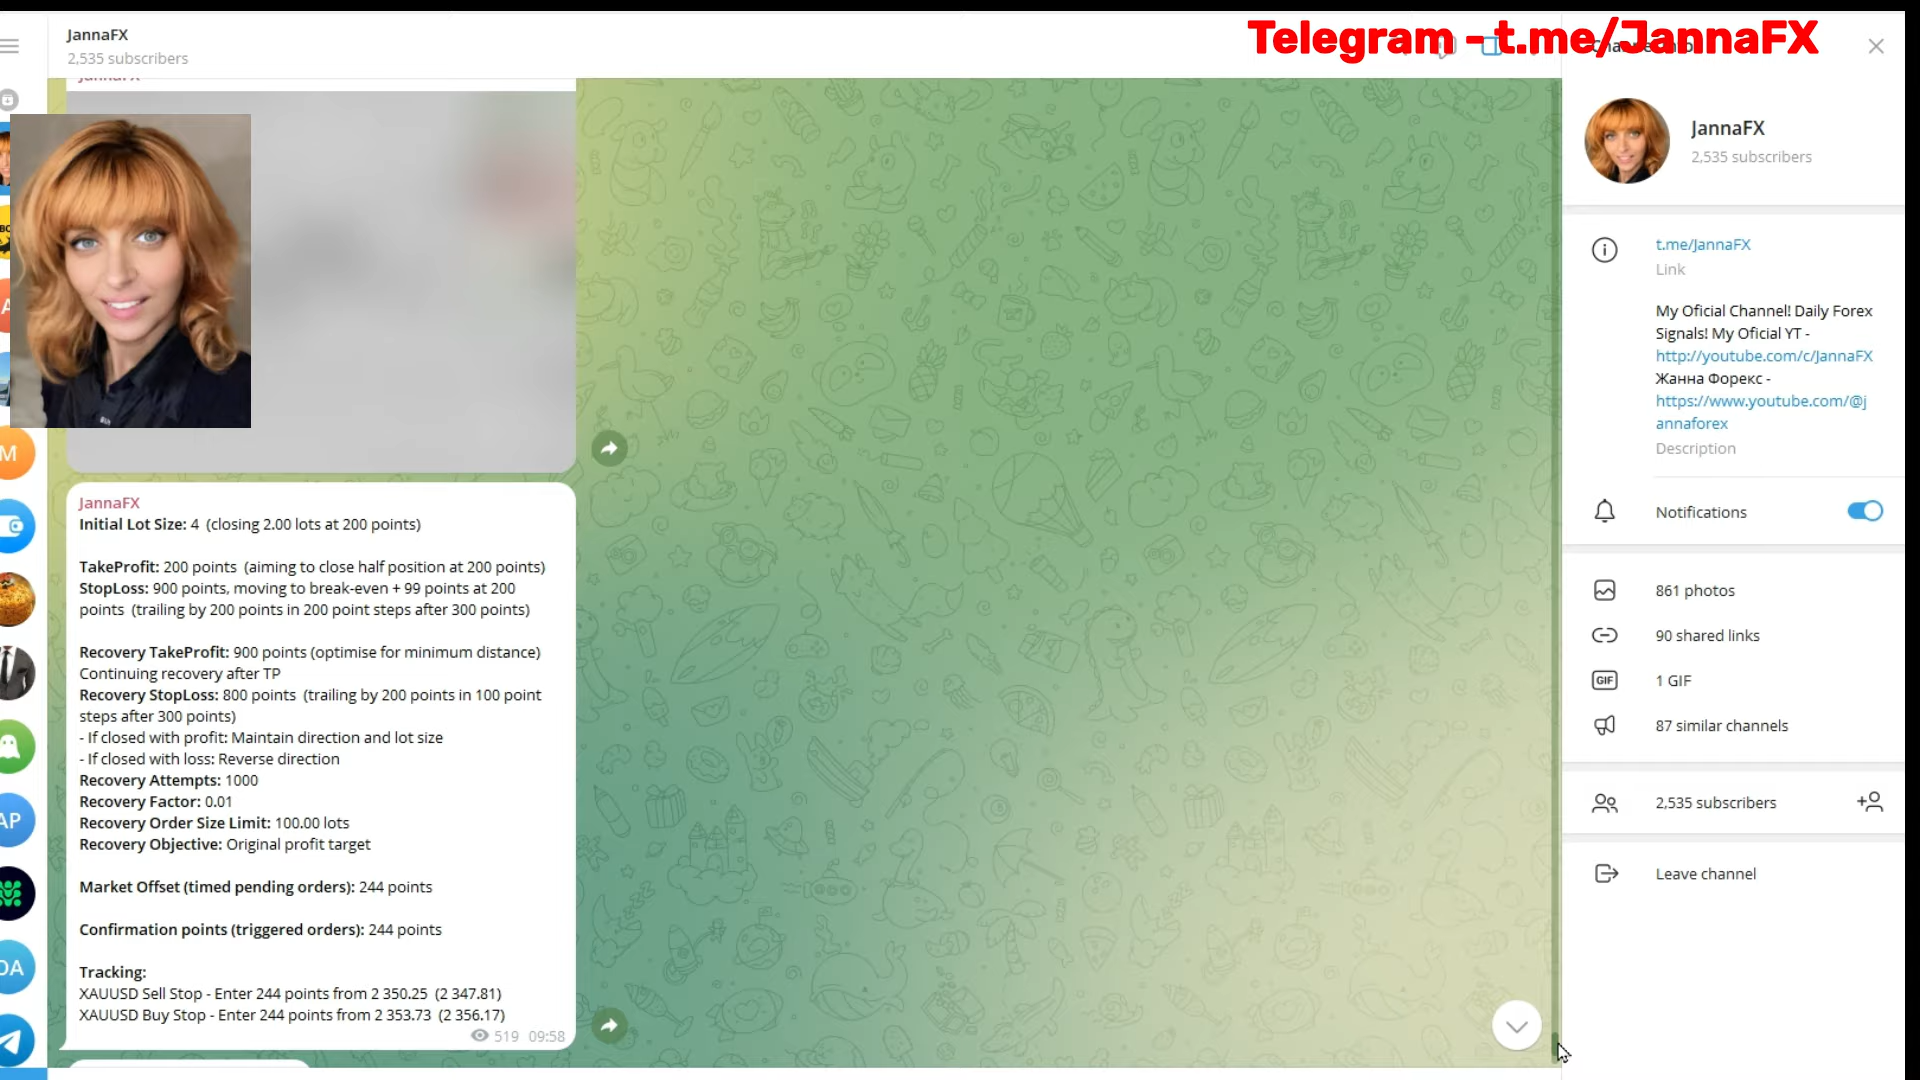 Telegram - t.me/JannaFX
JannaFX
2,535 subscribers
JannaFX
JannaFX
Initial Lot Size: 4 (closing 2.00 lots at 200 points)
TakeProfit: 200 points (aiming to close half position at 200 points)
StopLoss: 900 points, moving to break-even + 99 points at 200
points (trailing by 200 points in 200 point steps after 300 points)
Recovery TakeProfit: 900 points (optimise for minimum distance)
Continuing recovery after TP
Recovery StopLoss: 800 points (trailing by 200 points in 100 point
steps after 300 points)
- If closed with profit: Maintain direction and lot size
- If closed with loss: Reverse direction
Recovery Attempts: 1000
Recovery Factor: 0.01
Recovery Order Size Limit: 100.00 lots
Recovery Objective: Original profit target
Market Offset (timed pending orders): 244 points
Confirmation points (triggered orders): 244 points
Tracking:
XAUUSD Sell Stop - Enter 244 points from 2 350.25 (2 347.81)
XAUUSD Buy Stop - Enter 244 points from 2 353.73 (2 356.17)
519 09:58
M
AP
DA
JannaFX
2,535 subscribers
t.me/JannaFX
Link
My Oficial Channel! Daily Forex
Signals! My Oficial YT -
http://youtube.com/c/JannaFX
Жанна Форекс -
https://www.youtube.com/@j
annaforex
Description
Notifications
861 photos
90 shared links
GIF
1 GIF
87 similar channels
2,535 subscribers
Leave channel